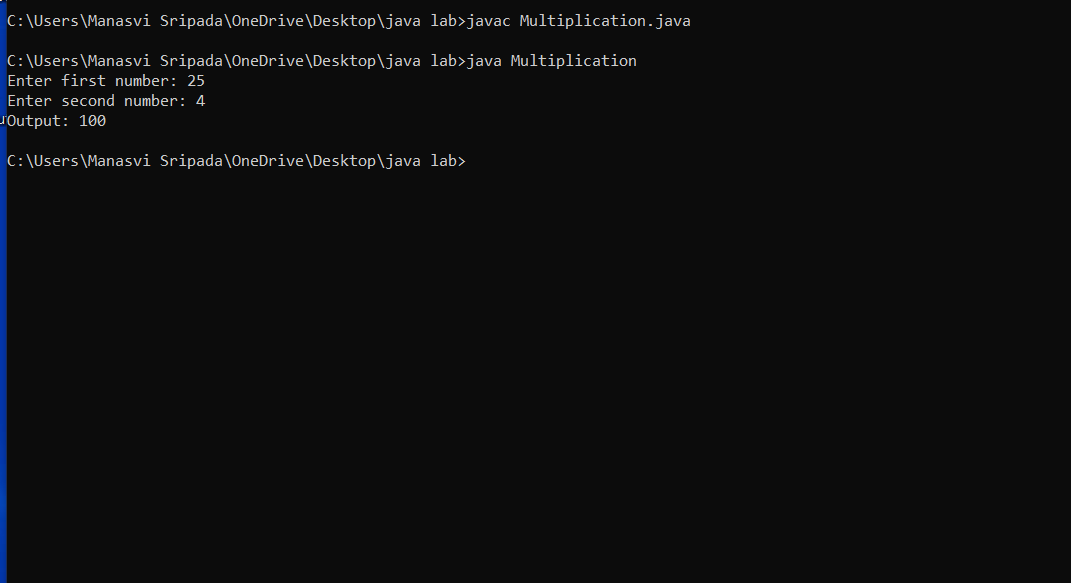 C:\Users\Manasvi Sripada\OneDrive\Desktop\java lab>javac Multiplication.java
C:\Users\Manasvi Sripada\OneDrive\Desktop\java lab>java Multiplication
Enter first number: 25
Enter second number: 4
Output: 100
C:\Users\Manasvi Sripada\OneDrive\Desktop\java lab>